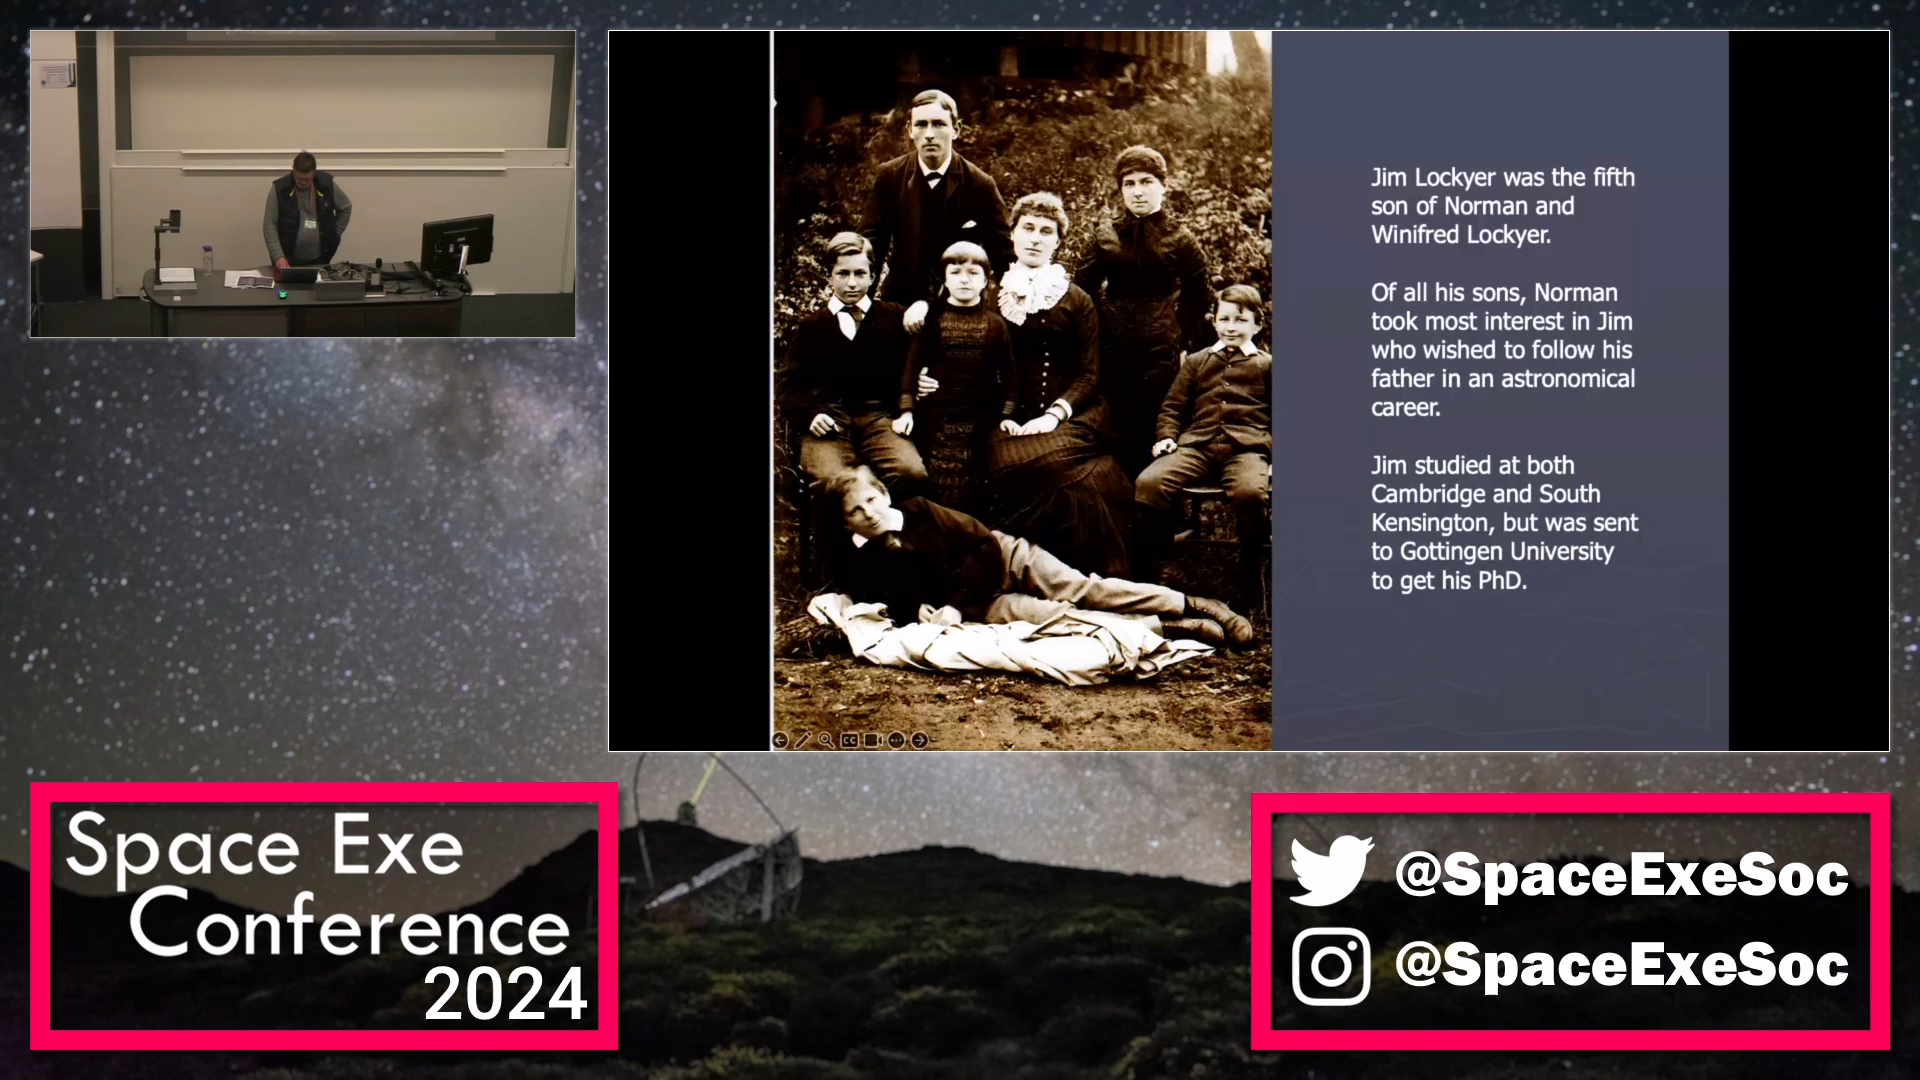 Jim Lockyer was the fifth
son of Norman and
Winifred Lockyer.
Of all his sons, Norman
took most interest in Jim
who wished to follow his
father in an astronomical
career.
Jim studied at both
Cambridge and South
Kensington, but was sent
to Gottingen University
to get his PhD.
CC
Space Exe
Conference
2024
@SpaceExeSoc
@SpaceExeSoc